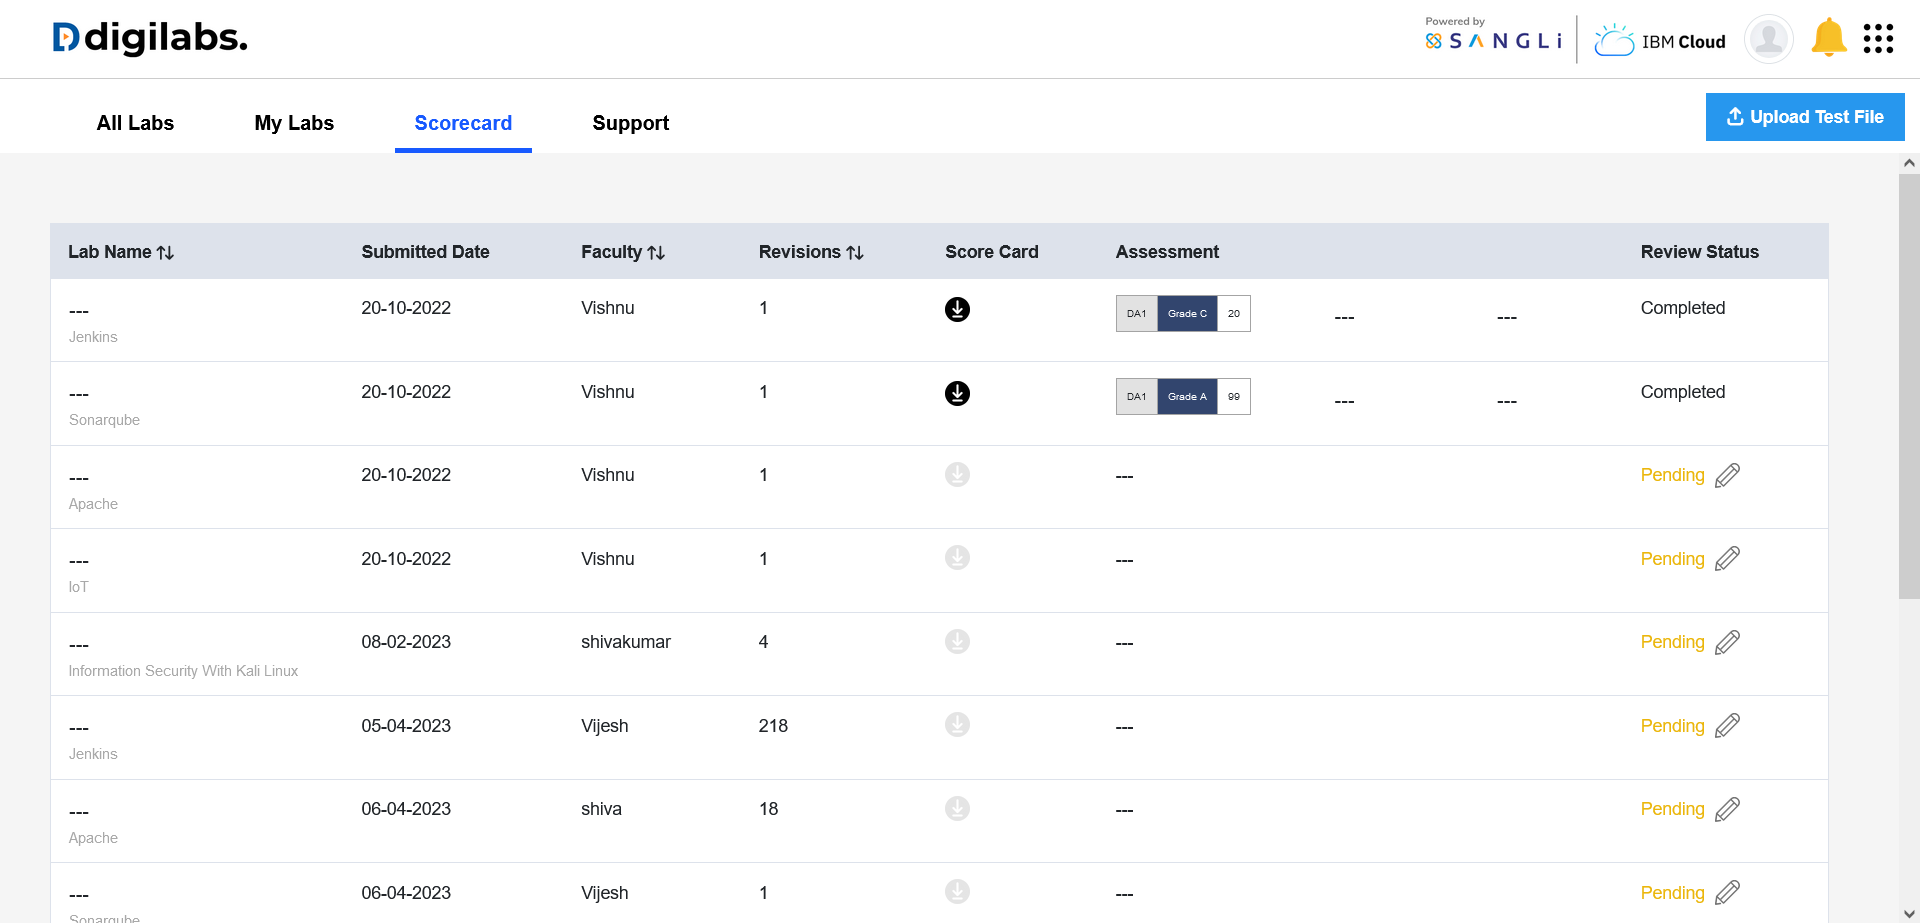 digilabs.
Powered by
SANGLi
IBM Cloud
All Labs My Labs Scorecard Support
Upload Test File
Lab Name Submitted Date Faculty Revisions Score Card Assessment Review Status
--- 20-10-2022 Vishnu 1 DA1 Grade C 20 --- --- Completed
Jenkins
--- 20-10-2022 Vishnu 1 DA1 Grade A 99 --- --- Completed
Sonarqube
--- 20-10-2022 Vishnu 1 --- Pending
Apache
--- 20-10-2022 Vishnu 1 --- Pending
IoT
--- 08-02-2023 shivakumar 4 --- Pending
Information Security With Kali Linux
--- 05-04-2023 Vijesh 218 --- Pending
Jenkins
--- 06-04-2023 shiva 18 --- Pending
Apache
--- 06-04-2023 Vijesh 1 --- Pending
Sonarqube